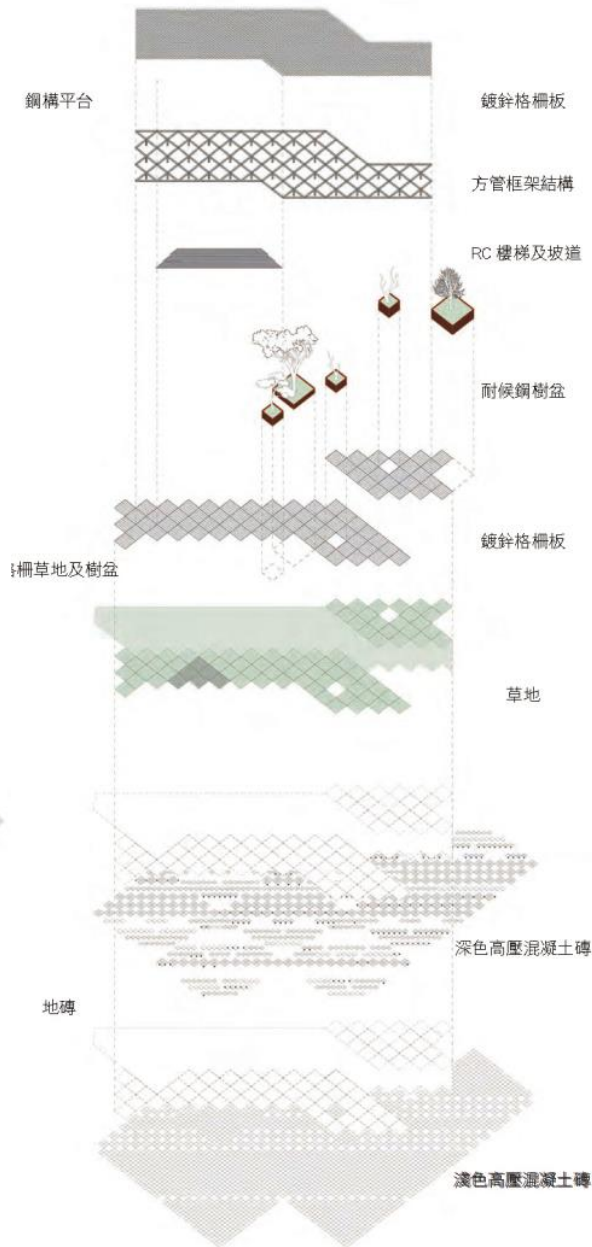 鋼構平台
鍍鋅格柵板
方管框架結構
RC 樓梯及坡道
耐候鋼樹盆
鍍鋅格柵板
格柵草地及樹盆
草地
深色高壓混凝土磚
地磚
淺色高壓混凝土磚